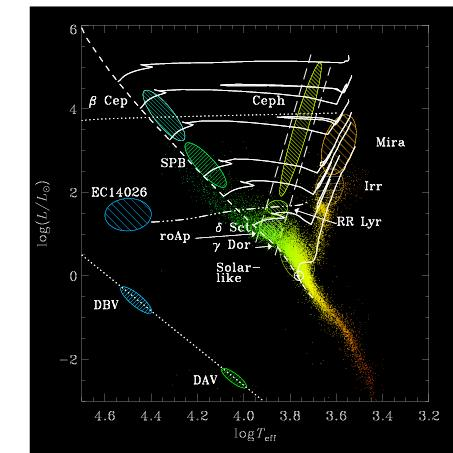 6
β Cep
Ceph
4
Mira
SPB
Irr
EC14026
2
RR Lyr
δ Sct
roAp
γ Dor
Solar-
like
log(L/L☉)
0
DBV
−2
DAV
4.6 4.4 4.2 4.0 3.8 3.6 3.4 3.2
log Teff